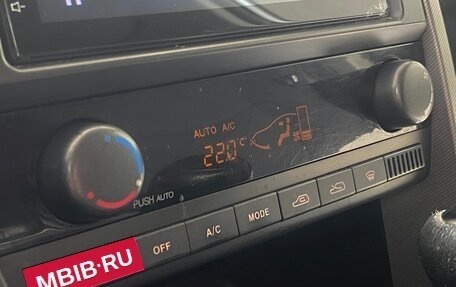 AUTO A/C
22.0°C
PUSH AUTO
OFF
A/C
MODE
MBIB·RU